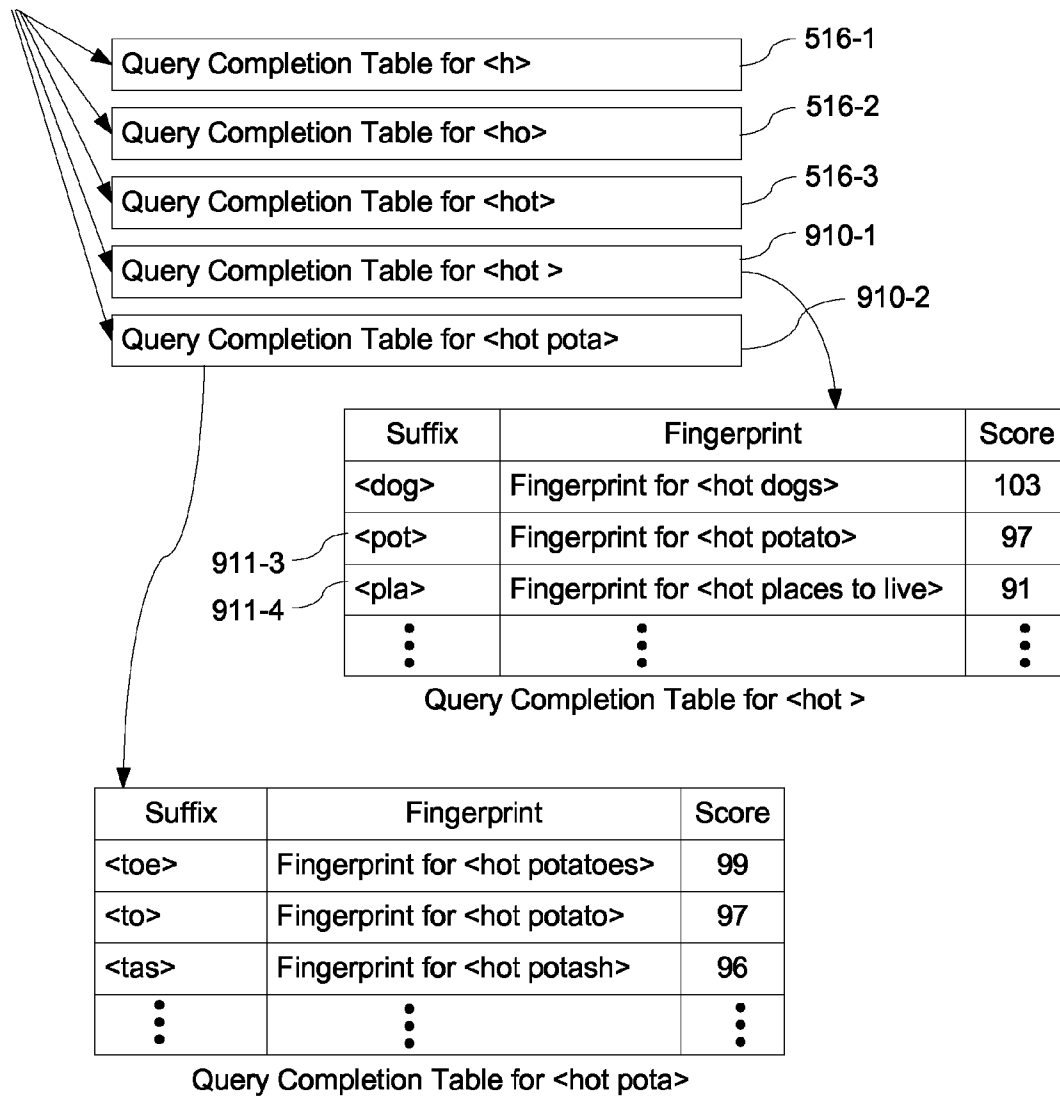 Query Completion Table for <h>
516-1
Query Completion Table for <ho>
516-2
Query Completion Table for <hot>
516-3
Query Completion Table for <hot >
910-1
Query Completion Table for <hot pota>
910-2
Suffix Fingerprint Score
<dog> Fingerprint for <hot dogs> 103
911-3 <pot> Fingerprint for <hot potato> 97
911-4 <pla> Fingerprint for <hot places to live> 91
Query Completion Table for <hot >
Suffix Fingerprint Score
<toe> Fingerprint for <hot potatoes> 99
<to> Fingerprint for <hot potato> 97
<tas> Fingerprint for <hot potash> 96
Query Completion Table for <hot pota>